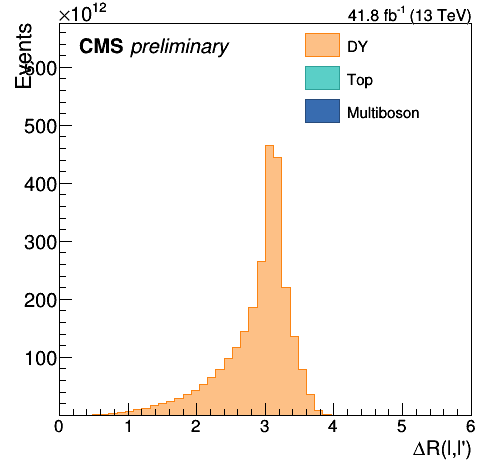 ×10¹²
41.8 fb⁻¹ (13 TeV)
Events
CMS preliminary
DY
Top
Multiboson
600
500
400
300
200
100
0 1 2 3 4 5 6
ΔR(l,l')